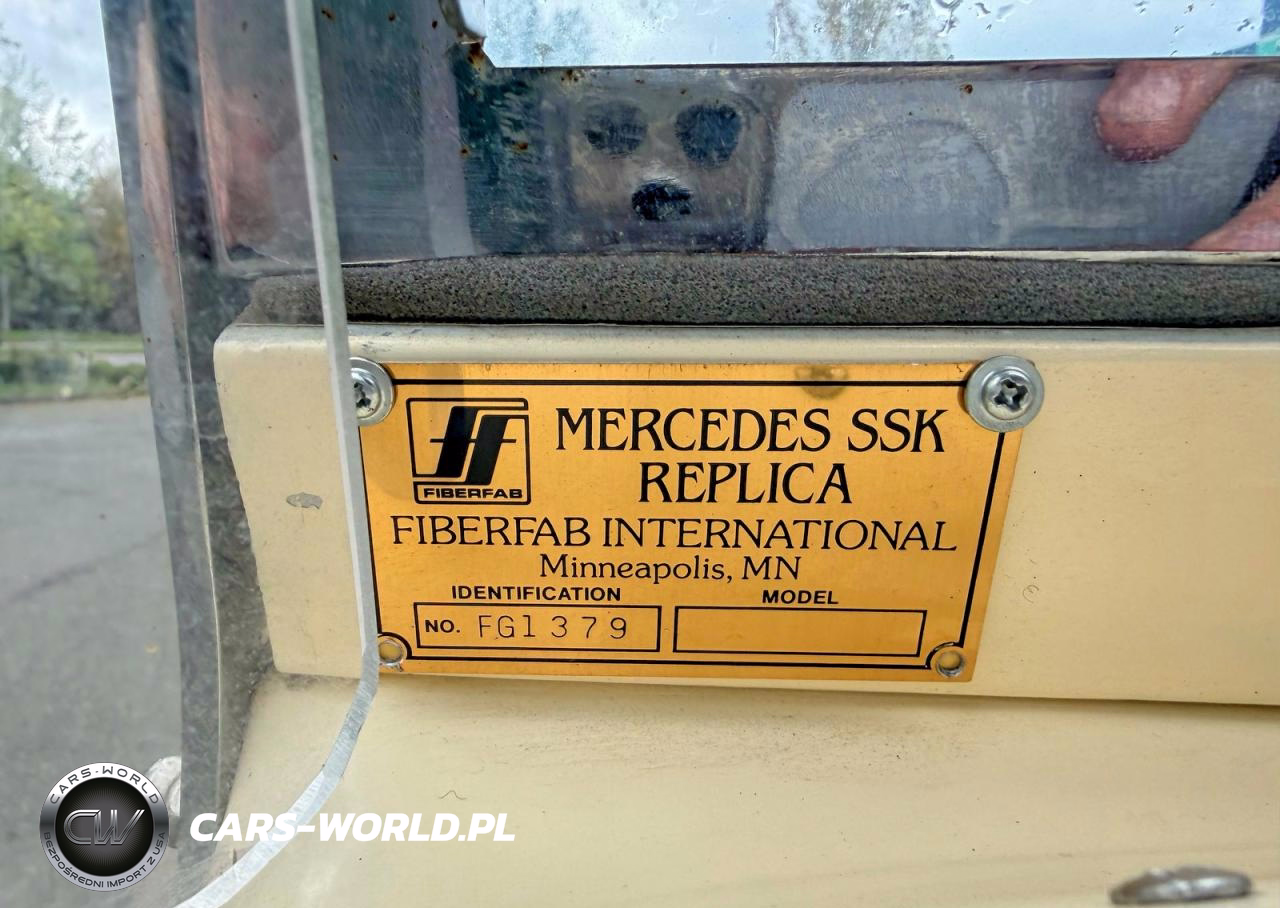 MERCEDES SSK
REPLICA
FIBERFAB
FIBERFAB INTERNATIONAL
Minneapolis, MN
IDENTIFICATION
MODEL
NO. FG1379
CARS-WORLD
CW
BEZPOŚREDNI IMPORT Z USA
CARS-WORLD.PL